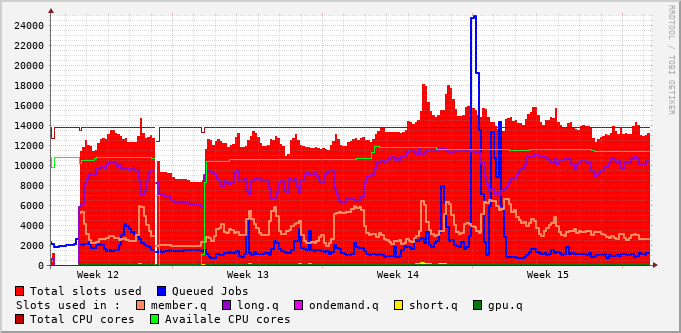 RRDTOOL / TOBI OETIKER
24000
22000
20000
18000
16000
14000
12000
10000
8000
6000
4000
2000
0
Week 12 Week 13 Week 14 Week 15
Total slots used Queued Jobs
Slots used in : member.q long.q ondemand.q short.q gpu.q
Total CPU cores Availale CPU cores